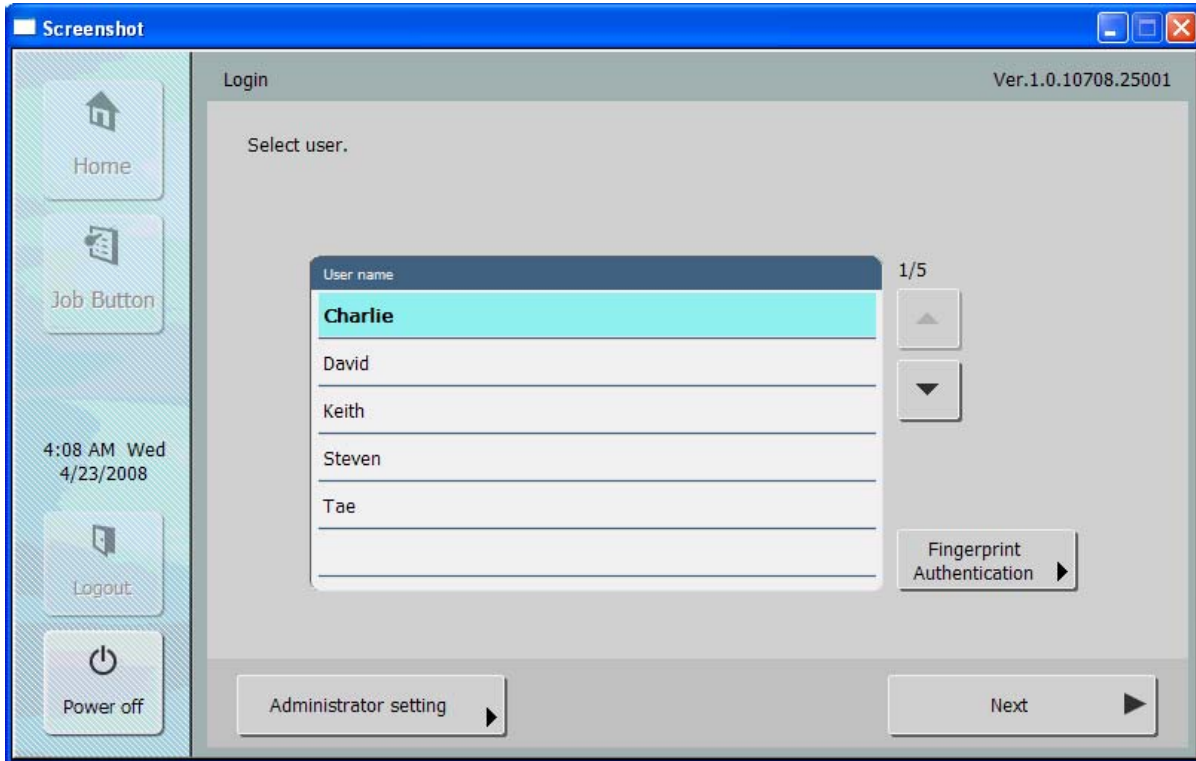 Screenshot
Login
Ver.1.0.10708.25001
Home
Select user.
Job Button
User name
1/5
Charlie
David
Keith
Steven
Tae
4:08 AM Wed
4/23/2008
Fingerprint
Authentication
Logout
Power off
Administrator setting
Next